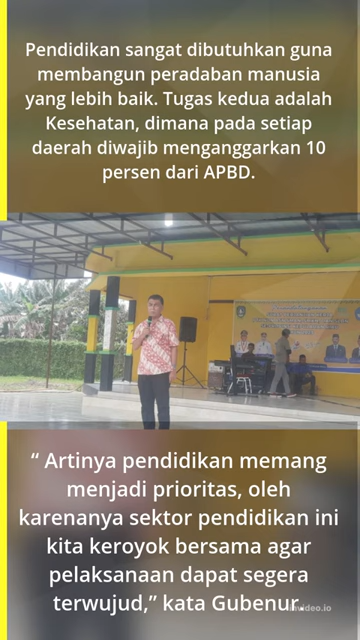 Pendidikan sangat dibutuhkan guna
membangun peradaban manusia
yang lebih baik. Tugas kedua adalah
Kesehatan, dimana pada setiap
daerah diwajib menganggarkan 10
persen dari APBD.
“ Artinya pendidikan memang
menjadi prioritas, oleh
karenanya sektor pendidikan ini
kita keroyok bersama agar
pelaksanaan dapat segera
terwujud,” kata Gubenur.